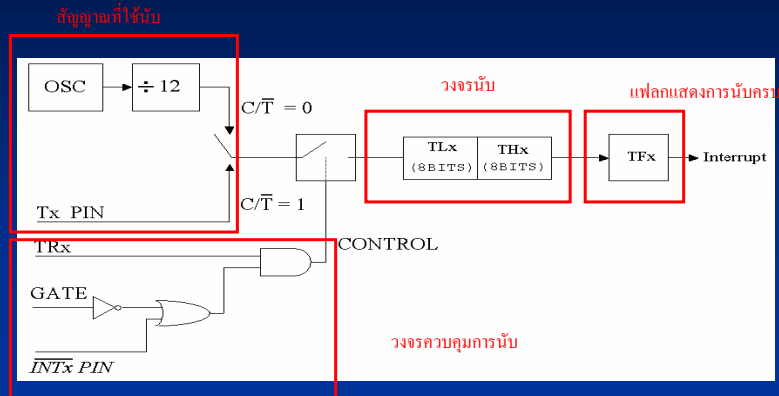 สัญญาณที่ใช้นับ
OSC
÷ 12
C/T̅ = 0
วงจรนับ
แฟลกแสดงการนับครบ
TLx
(8BITS)
THx
(8BITS)
TFx
Interrupt
Tx PIN
C/T̅ = 1
TRx
CONTROL
GATE
วงจรควบคุมการนับ
I̅N̅T̅x̅ PIN